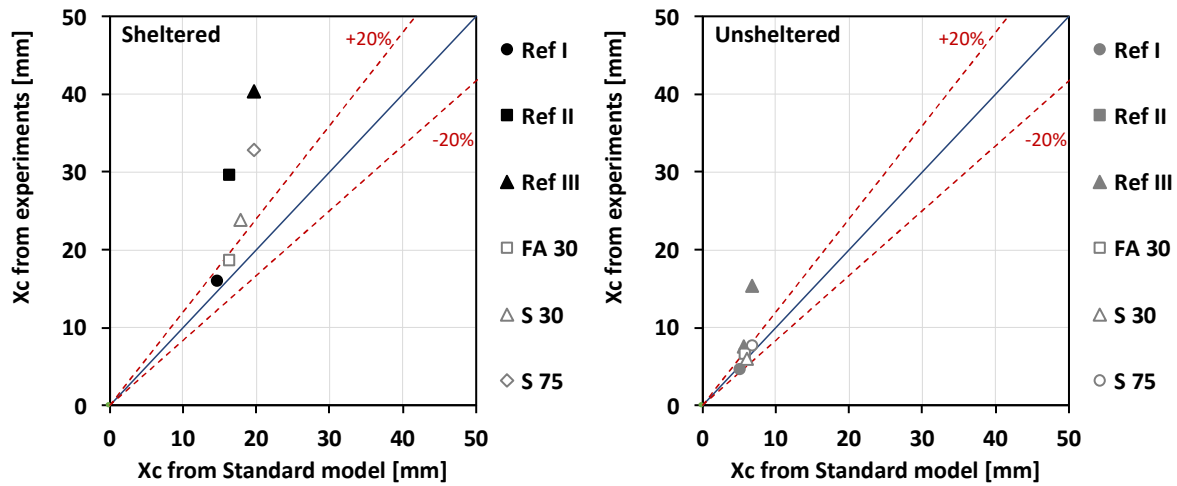 Sheltered
+20%
-20%
50
40
30
20
10
0
0 10 20 30 40 50
Xc from experiments [mm]
Xc from Standard model [mm]
Ref I
Ref II
Ref III
FA 30
S 30
S 75
Unsheltered
+20%
-20%
50
40
30
20
10
0
0 10 20 30 40 50
Xc from experiments [mm]
Xc from Standard model [mm]
Ref I
Ref II
Ref III
FA 30
S 30
S 75